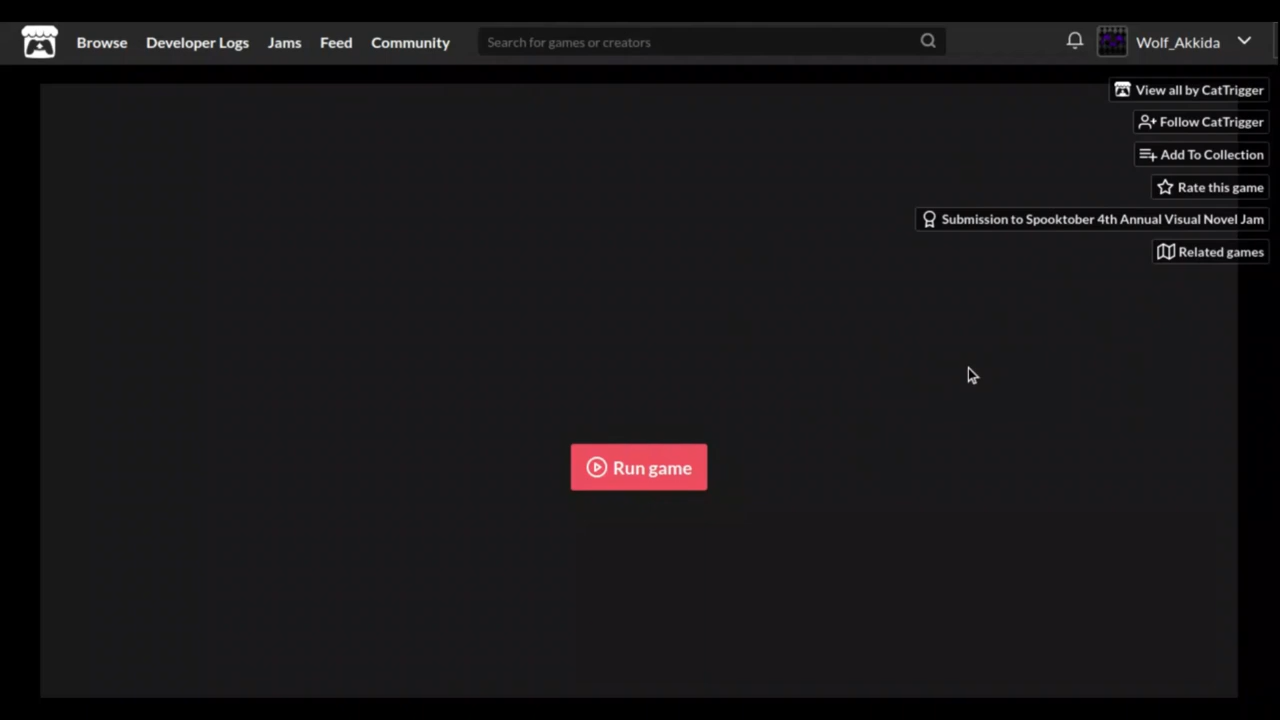 Browse Developer Logs Jams Feed Community Search for games or creators Wolf_Akkida
View all by CatTrigger
Follow CatTrigger
Add To Collection
Rate this game
Submission to Spooktober 4th Annual Visual Novel Jam
Related games
Run game